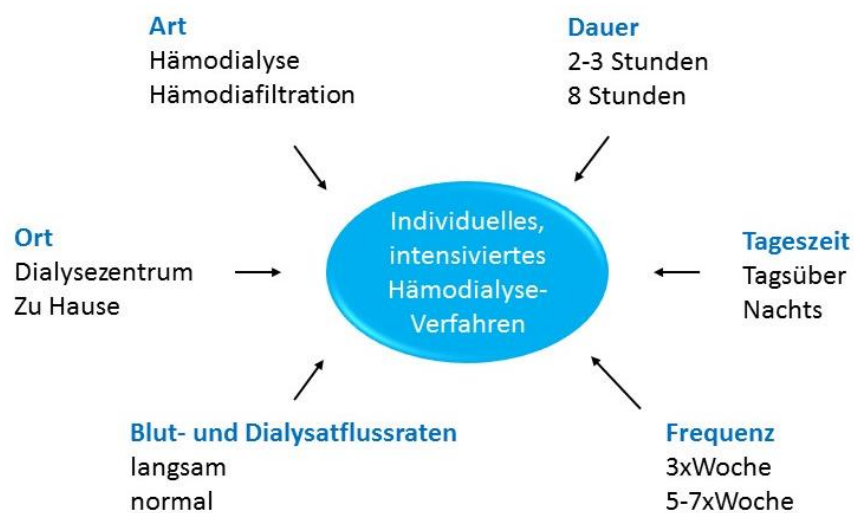 Art
Hämodialyse
Hämodiafiltration
Dauer
2-3 Stunden
8 Stunden
Ort
Dialysezentrum
Zu Hause
Individuelles,
intensiviertes
Hämodialyse-
Verfahren
Tageszeit
Tagsüber
Nachts
Blut- und Dialysatflussraten
langsam
normal
Frequenz
3xWoche
5-7xWoche